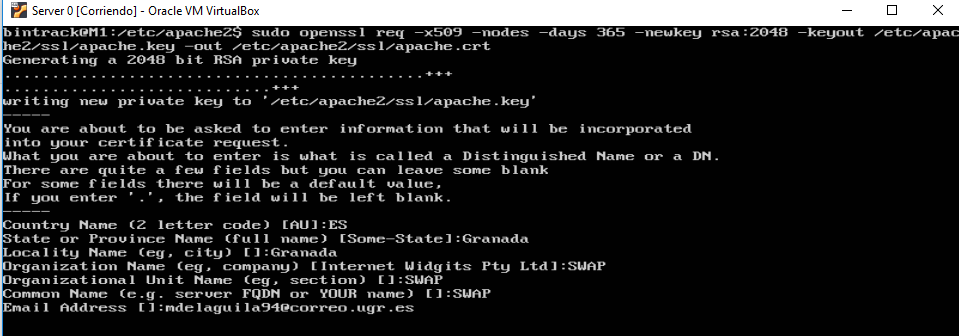 Server 0 [Corriendo] - Oracle VM VirtualBox
bintrack@M1:/etc/apache2$ sudo openssl req -x509 -nodes -days 365 -newkey rsa:2048 -keyout /etc/apac
he2/ssl/apache.key -out /etc/apache2/ssl/apache.crt
Generating a 2048 bit RSA private key
.............................................+++
............................+++
writing new private key to '/etc/apache2/ssl/apache.key'
-----
You are about to be asked to enter information that will be incorporated
into your certificate request.
What you are about to enter is what is called a Distinguished Name or a DN.
There are quite a few fields but you can leave some blank
For some fields there will be a default value,
If you enter '.', the field will be left blank.
-----
Country Name (2 letter code) [AU]:ES
State or Province Name (full name) [Some-State]:Granada
Locality Name (eg, city) []:Granada
Organization Name (eg, company) [Internet Widgits Pty Ltd]:SWAP
Organizational Unit Name (eg, section) []:SWAP
Common Name (e.g. server FQDN or YOUR name) []:SWAP
Email Address []:mdelaguila94@correo.ugr.es